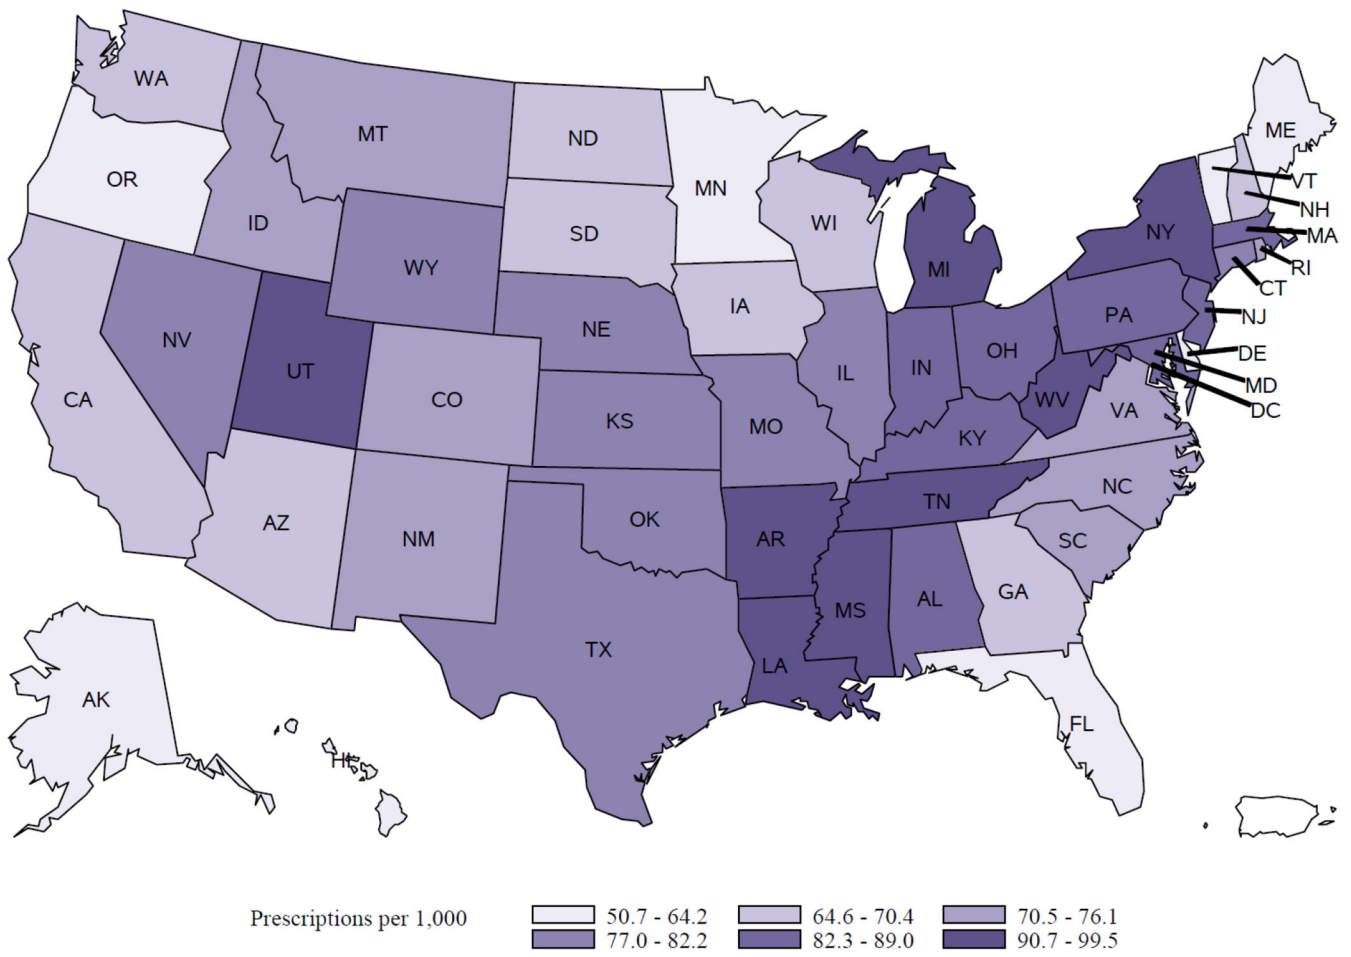 WA
MT
ND
ME
OR
MN
VT
ID
WI
NH
SD
NY
MA
WY
MI
RI
CT
IA
NE
PA
NJ
NV
OH
UT
IL
IN
DE
MD
CA
CO
WV
DC
VA
KS
MO
KY
NC
TN
AZ
OK
NM
AR
SC
GA
MS
AL
TX
LA
AK
FL
HI
Prescriptions per 1,000
50.7 - 64.2 64.6 - 70.4 70.5 - 76.1
77.0 - 82.2 82.3 - 89.0 90.7 - 99.5